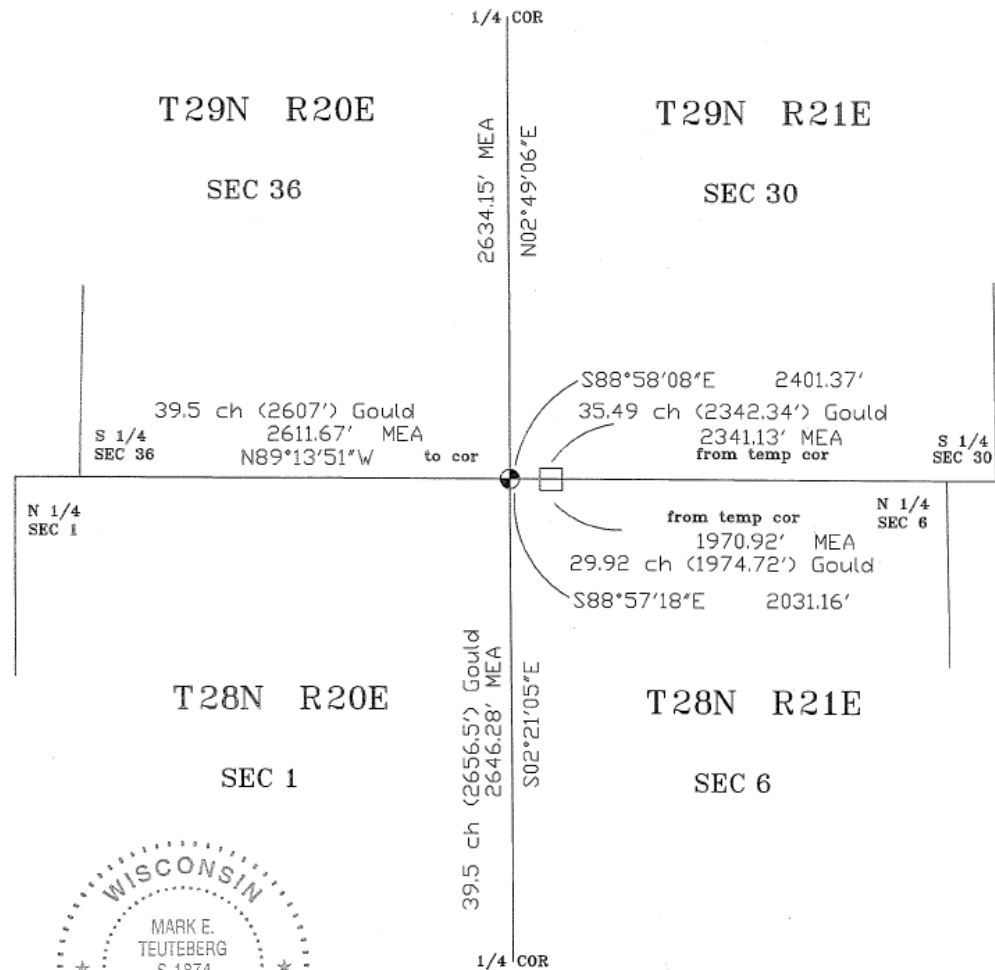 1/4 COR
T29N R20E
T29N R21E
SEC 36
SEC 30
2634.15' MEA
N02°49'06"E
S88°58'08"E 2401.37'
39.5 ch (2607') Gould
35.49 ch (2342.34') Gould
S 1/4
SEC 36
2611.67' MEA
2341.13' MEA
S 1/4
SEC 30
N89°13'51"W to cor
from temp cor
N 1/4
SEC 1
N 1/4
SEC 6
from temp cor
1970.92' MEA
29.92 ch (1974.72') Gould
S88°57'18"E 2031.16'
39.5 ch (2656.5') Gould
2646.28' MEA
S02°21'05"E
T28N R20E
T28N R21E
SEC 1
SEC 6
WISCONSIN
MARK E.
TEUTEBERG
S-1874
1/4 COR